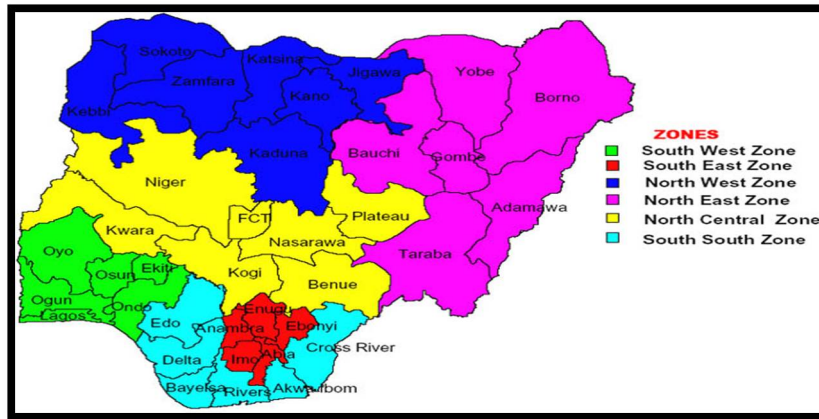 Sokoto
Katsina
Zamfara
Jigawa
Kano
Kebbi
Yobe
Borno
Kaduna
Bauchi
Gombe
Adamawa
Niger
FCT
Plateau
Kwara
Nasarawa
Taraba
Oyo
Osun
Ekiti
Kogi
Benue
Ogun
Lagos
Ondo
Edo
Enugu
Anambra
Ebonyi
Delta
Imo
Abia
Cross River
Bayelsa
Rivers
Akwa-Ibom
ZONES
South West Zone
South East Zone
North West Zone
North East Zone
North Central Zone
South South Zone